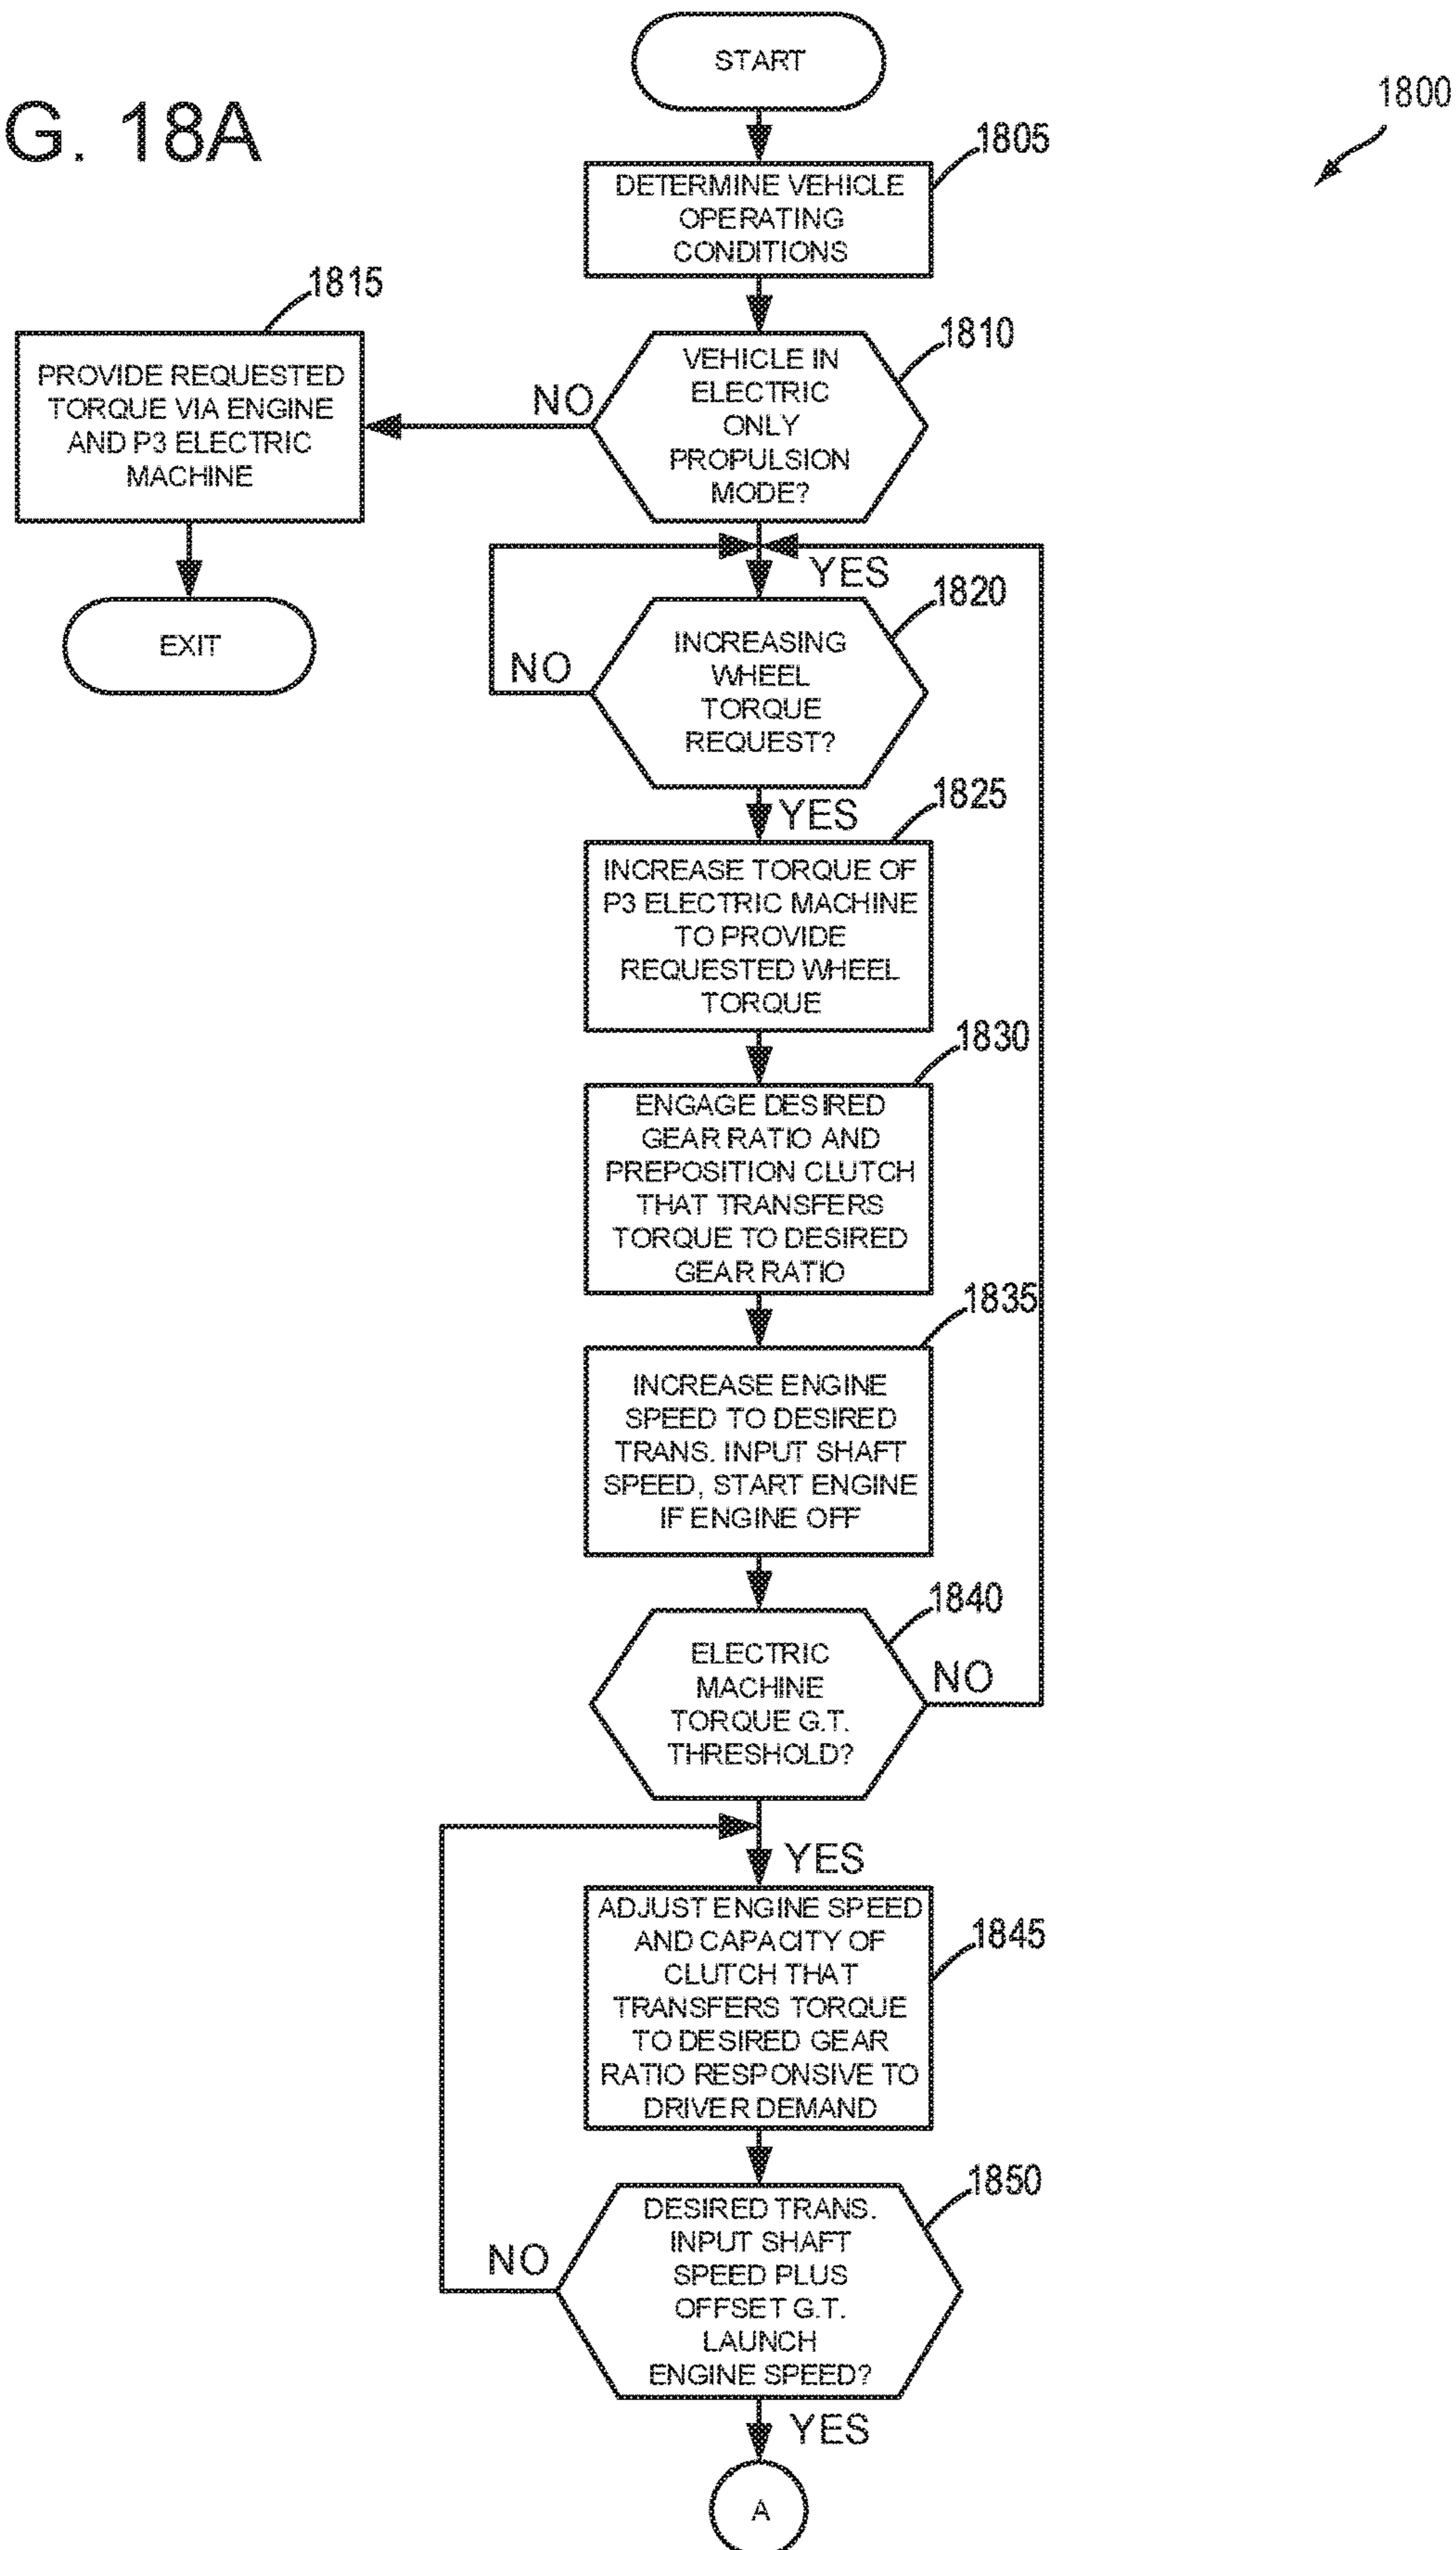 START
G. 18A
1800
1805
DETERMINE VEHICLE
OPERATING
CONDITIONS
1815
1810
PROVIDE REQUESTED
TORQUE VIA ENGINE
AND P3 ELECTRIC
MACHINE
NO
VEHICLE IN
ELECTRIC
ONLY
PROPULSION
MODE?
YES
EXIT
1820
NO
INCREASING
WHEEL
TORQUE
REQUEST?
YES
1825
INCREASE TORQUE OF
P3 ELECTRIC MACHINE
TO PROVIDE
REQUESTED WHEEL
TORQUE
1830
ENGAGE DESIRED
GEAR RATIO AND
PREPOSITION CLUTCH
THAT TRANSFERS
TORQUE TO DESIRED
GEAR RATIO
1835
INCREASE ENGINE
SPEED TO DESIRED
TRANS. INPUT SHAFT
SPEED, START ENGINE
IF ENGINE OFF
1840
ELECTRIC
MACHINE
TORQUE G.T.
THRESHOLD?
NO
YES
1845
ADJUST ENGINE SPEED
AND CAPACITY OF
CLUTCH THAT
TRANSFERS TORQUE
TO DESIRED GEAR
RATIO RESPONSIVE TO
DRIVER DEMAND
1850
NO
DESIRED TRANS.
INPUT SHAFT
SPEED PLUS
OFFSET G.T.
LAUNCH
ENGINE SPEED?
YES
A